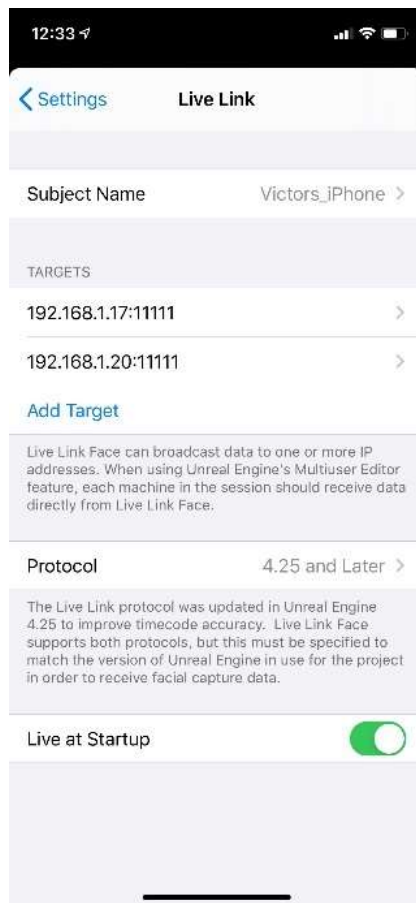 12:33
Settings
Live Link
Subject Name Victors_iPhone
TARGETS
192.168.1.17:11111
192.168.1.20:11111
Add Target
Live Link Face can broadcast data to one or more IP
addresses. When using Unreal Engine's Multiuser Editor
feature, each machine in the session should receive data
directly from Live Link Face.
Protocol 4.25 and Later
The Live Link protocol was updated in Unreal Engine
4.25 to improve timecode accuracy. Live Link Face
supports both protocols, but this must be specified to
match the version of Unreal Engine in use for the project
in order to receive facial capture data.
Live at Startup